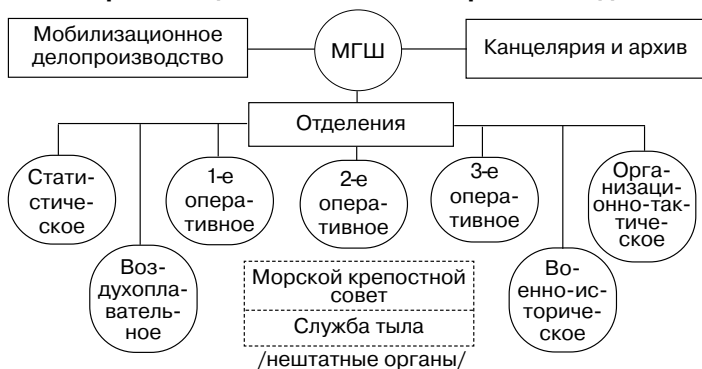 Мобилизационное
делопроизводство
МГШ
Канцелярия и архив
Отделения
Стати-
стиче-
ское
1-е
опера-
тивное
2-е
опера-
тивное
3-е
опера-
тивное
Орга-
низаци-
онно-так-
тиче-
ское
Воз-
духопла-
ватель-
ное
Морской крепостной
совет
Служба тыла
/нештатные органы/
Во-
енно-ис-
ториче-
ское